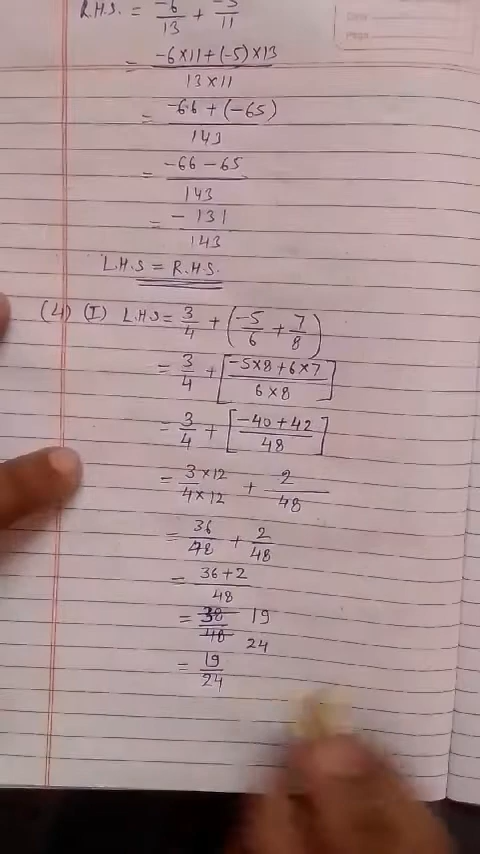 R.H.S. = -6/13 + -5/11
= -6×11+(-5)×13 / 13×11
= -66+(-65) / 143
= -66-65 / 143
= -131 / 143
L.H.S = R.H.S.
(4) (I) L.H.S = 3/4 + (-5/6 + 7/8)
= 3/4 + [-5×8+6×7 / 6×8]
= 3/4 + [-40+42 / 48]
= 3×12 / 4×12 + 2/48
= 36/48 + 2/48
= 36+2 / 48
= 38/48 19 24
= 19/24